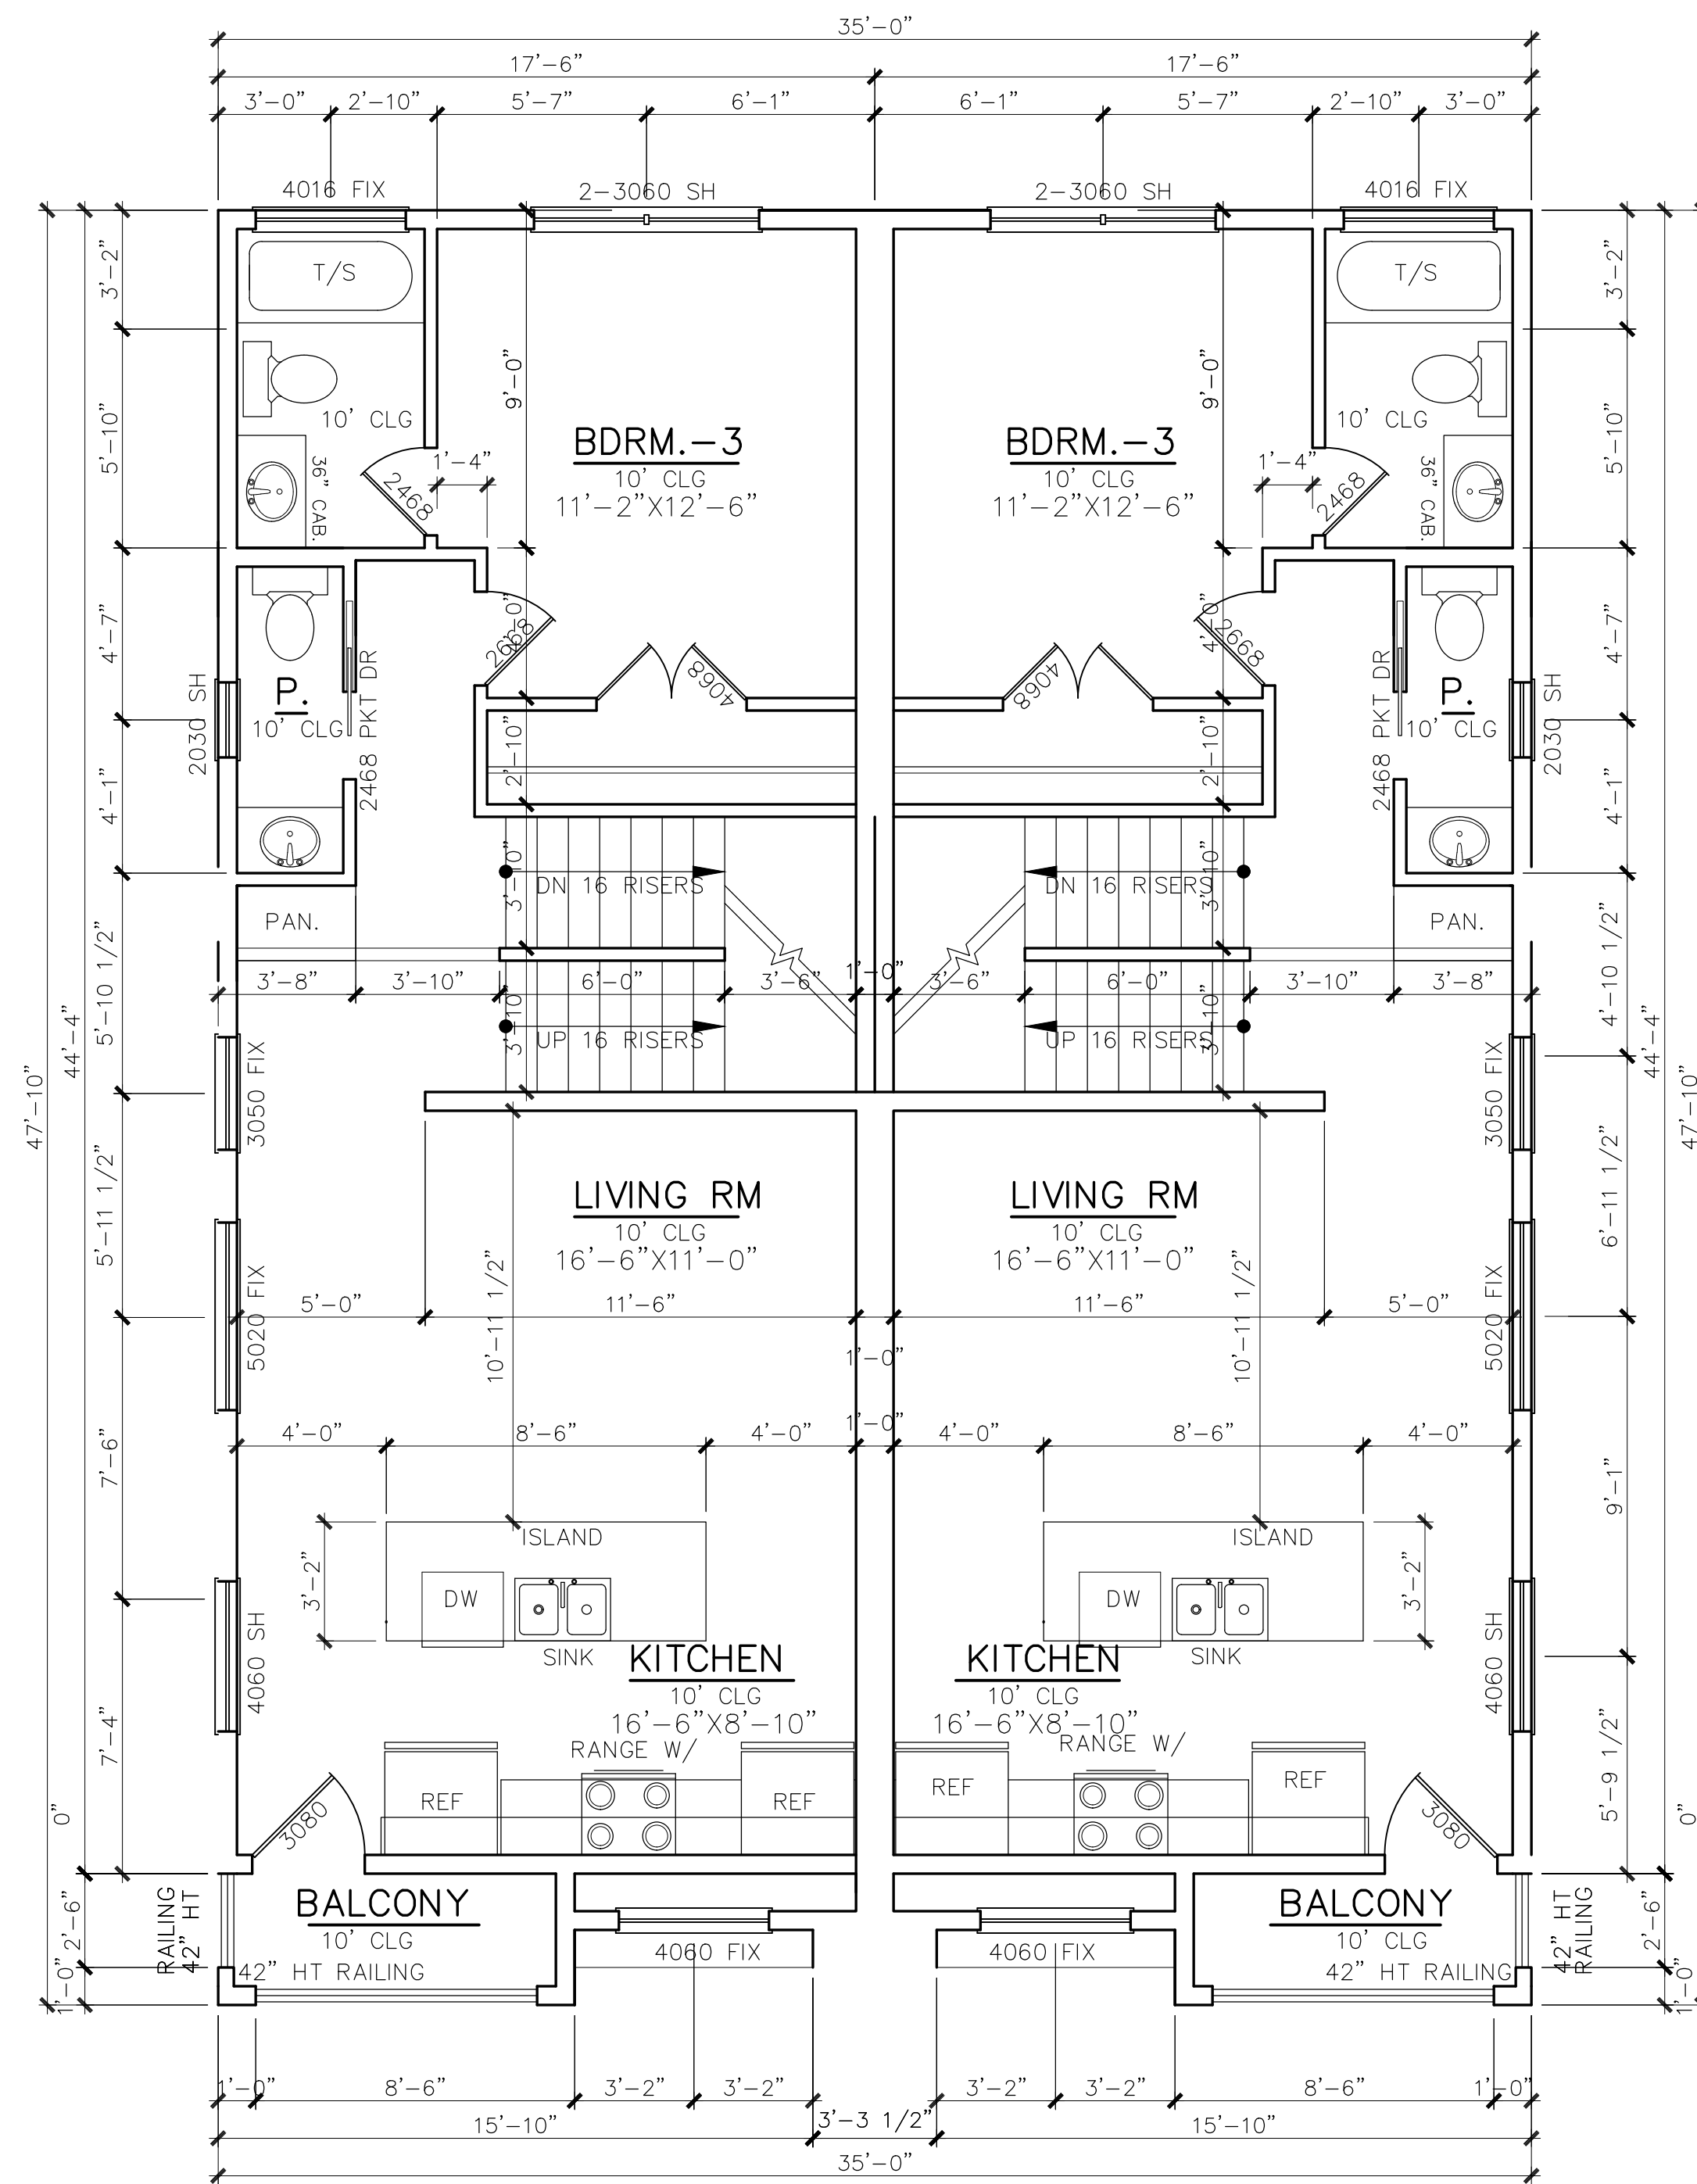 35'-0"
17'-6" 17'-6"
3'-0" 2'-10" 5'-7" 6'-1" 6'-1" 5'-7" 2'-10" 3'-0"
4016 FIX 2-3060 SH 2-3060 SH 4016 FIX
3'-2" 3'-2"
T/S T/S
9'-0" 9'-0"
5'-10" 5'-10"
10' CLG 10' CLG
BDRM.-3 BDRM.-3
10' CLG 10' CLG
11'-2"X12'-6" 11'-2"X12'-6"
1'-4" 1'-4"
36" CAB. 36" CAB.
2468 2468
4'-7" 4'-7"
4'-0" 4'-0"
2668 2668
4068 4068
P. P.
10' CLG 10' CLG
2030 SH 2030 SH
2468 PKT DR 2468 PKT DR
2'-10" 2'-10"
4'-1" 4'-1"
3'-10" 3'-10"
DN 16 RISERS DN 16 RISERS
PAN. PAN.
5'-10 1/2" 4'-10 1/2"
3'-8" 3'-10" 6'-0" 3'-6" 1'-0" 3'-6" 6'-0" 3'-10" 3'-8"
3'-10" 3'-10"
UP 16 RISERS UP 16 RISERS
44'-4" 44'-4"
47'-10" 47'-10"
3050 FIX 3050 FIX
5'-11 1/2" 6'-11 1/2"
LIVING RM LIVING RM
10' CLG 10' CLG
16'-6"X11'-0" 16'-6"X11'-0"
10'-11 1/2" 10'-11 1/2"
5020 FIX 5020 FIX
5'-0" 11'-6" 11'-6" 5'-0"
1'-0"
4'-0" 8'-6" 4'-0" 1'-0" 4'-0" 8'-6" 4'-0"
7'-6" 9'-1"
ISLAND ISLAND
3'-2" 3'-2"
DW DW
SINK SINK
4060 SH 4060 SH
KITCHEN KITCHEN
10' CLG 10' CLG
16'-6"X8'-10" 16'-6"X8'-10"
RANGE W/ RANGE W/
7'-4" 5'-9 1/2"
REF REF REF REF
3080 3080
0" 0"
BALCONY BALCONY
10' CLG 10' CLG
42" HT RAILING 42" HT RAILING
42" HT
RAILING
42" HT
RAILING
2'-6" 2'-6"
4060 FIX 4060 FIX
1'-0" 1'-0"
1'-0" 8'-6" 3'-2" 3'-2" 3'-2" 3'-2" 8'-6" 1'-0"
15'-10" 3'-3 1/2" 15'-10"
35'-0"